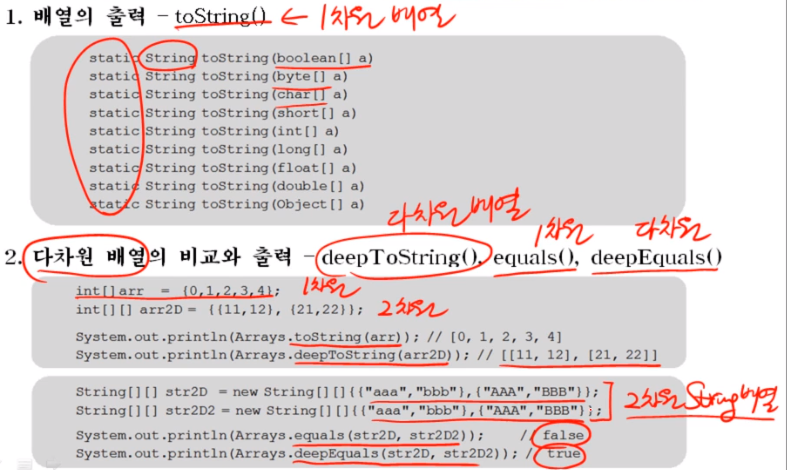 1. 배열의 출력 - toString() ← 1차원 배열
static String toString(boolean[] a)
static String toString(byte[] a)
static String toString(char[] a)
static String toString(short[] a)
static String toString(int[] a)
static String toString(long[] a)
static String toString(float[] a)
static String toString(double[] a)
static String toString(Object[] a)
다차원 배열 1차원 다차원
2. 다차원 배열의 비교와 출력 - deepToString(), equals(), deepEquals()
int[]arr = {0,1,2,3,4}; 1차원
int[][] arr2D = {{11,12}, {21,22}}; 2차원
System.out.println(Arrays.toString(arr)); // [0, 1, 2, 3, 4]
System.out.println(Arrays.deepToString(arr2D)); // [[11, 12], [21, 22]]
String[][] str2D = new String[][]{{"aaa","bbb"},{"AAA","BBB"}};
String[][] str2D2 = new String[][]{{"aaa","bbb"},{"AAA","BBB"}}; 2차원 String 배열
System.out.println(Arrays.equals(str2D, str2D2)); // false
System.out.println(Arrays.deepEquals(str2D, str2D2)); // true